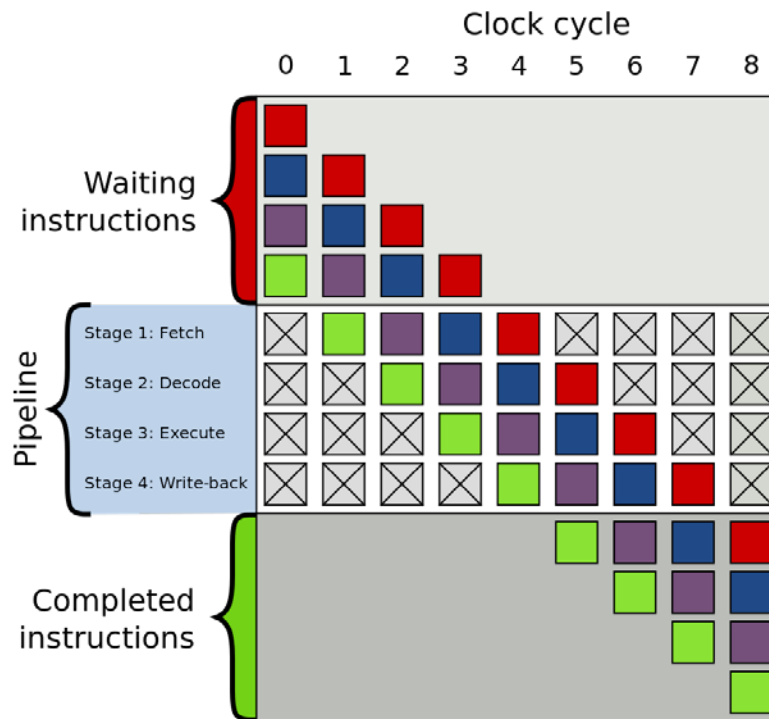 Clock cycle
0 1 2 3 4 5 6 7 8
Waiting
instructions
Pipeline
Stage 1: Fetch
Stage 2: Decode
Stage 3: Execute
Stage 4: Write-back
Completed
instructions